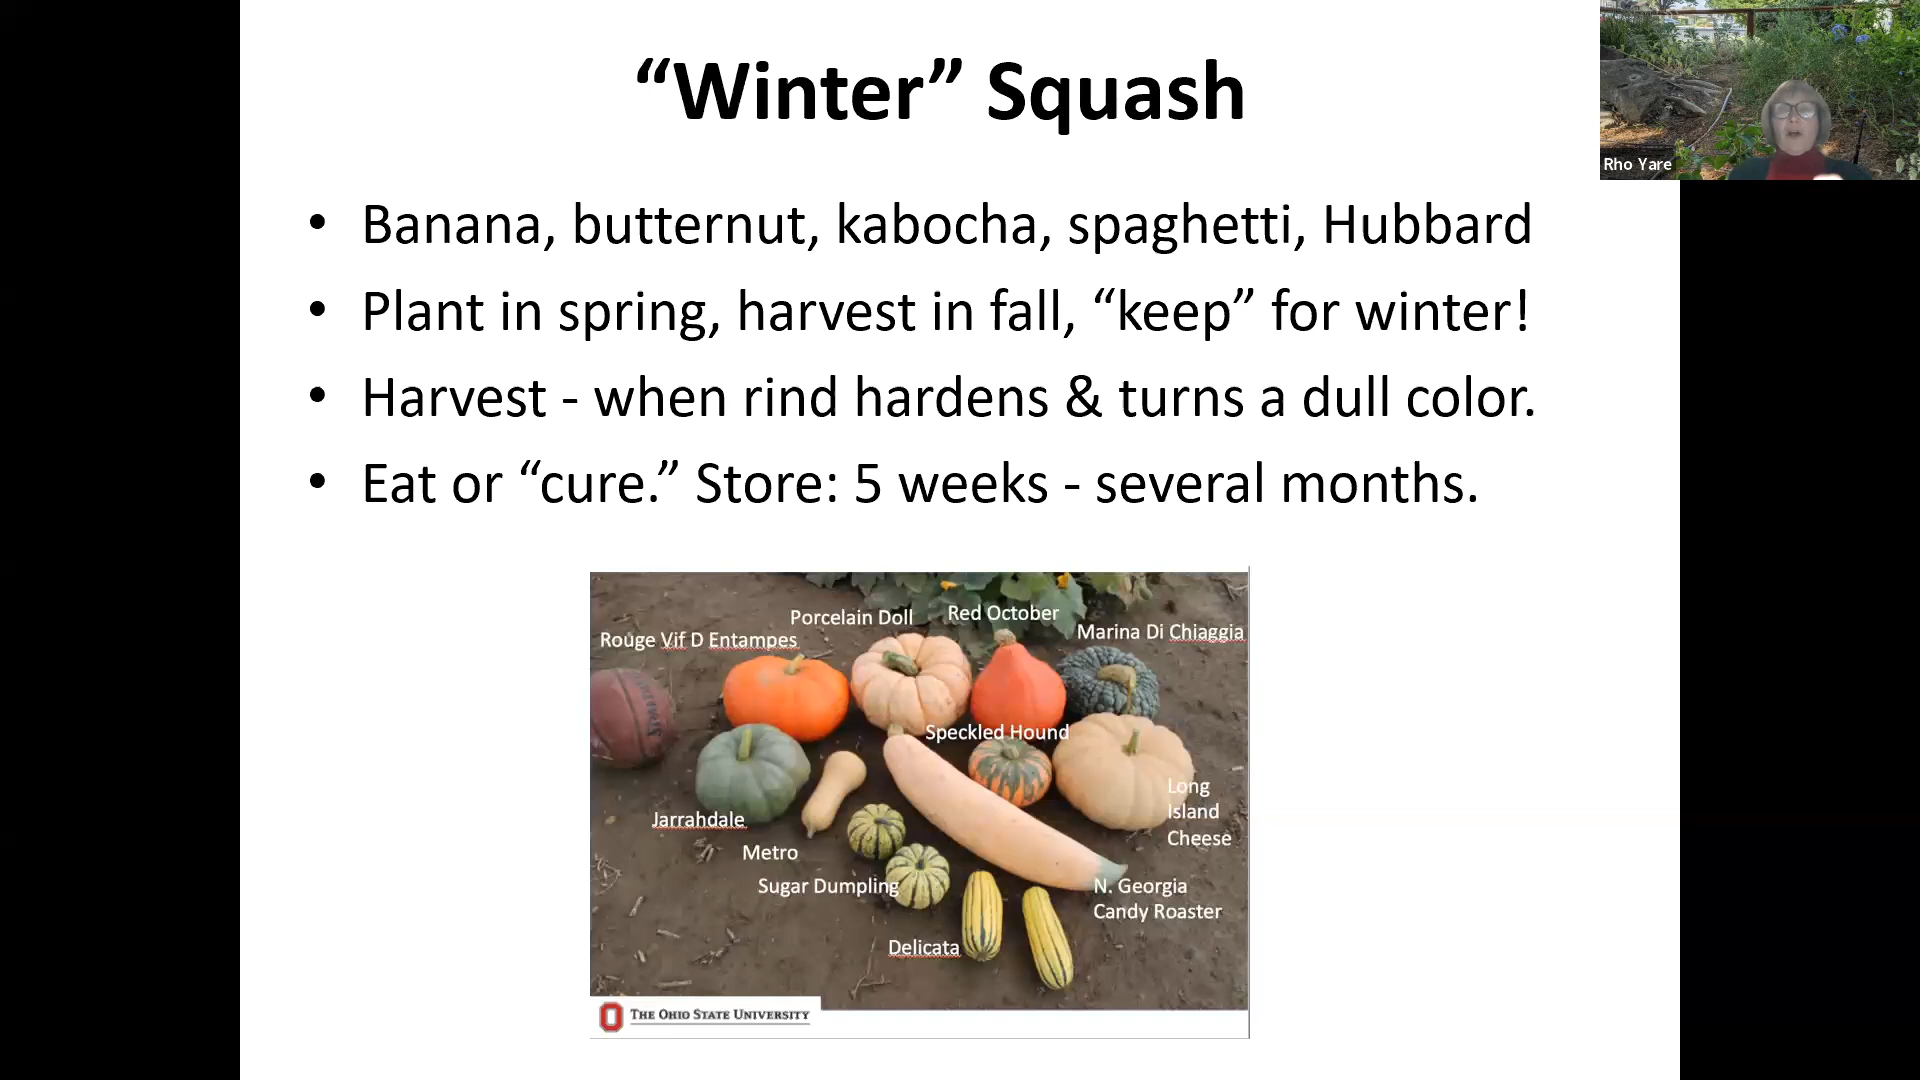 “Winter” Squash
Rho Yare
• Banana, butternut, kabocha, spaghetti, Hubbard
• Plant in spring, harvest in fall, “keep” for winter!
• Harvest - when rind hardens & turns a dull color.
• Eat or “cure.” Store: 5 weeks - several months.
Porcelain Doll
Red October
Rouge Vif D Entampes
Marina Di Chiaggia
Speckled Hound
Long
Island
Cheese
Jarrahdale
Metro
Sugar Dumpling
N. Georgia
Candy Roaster
Delicata
THE OHIO STATE UNIVERSITY